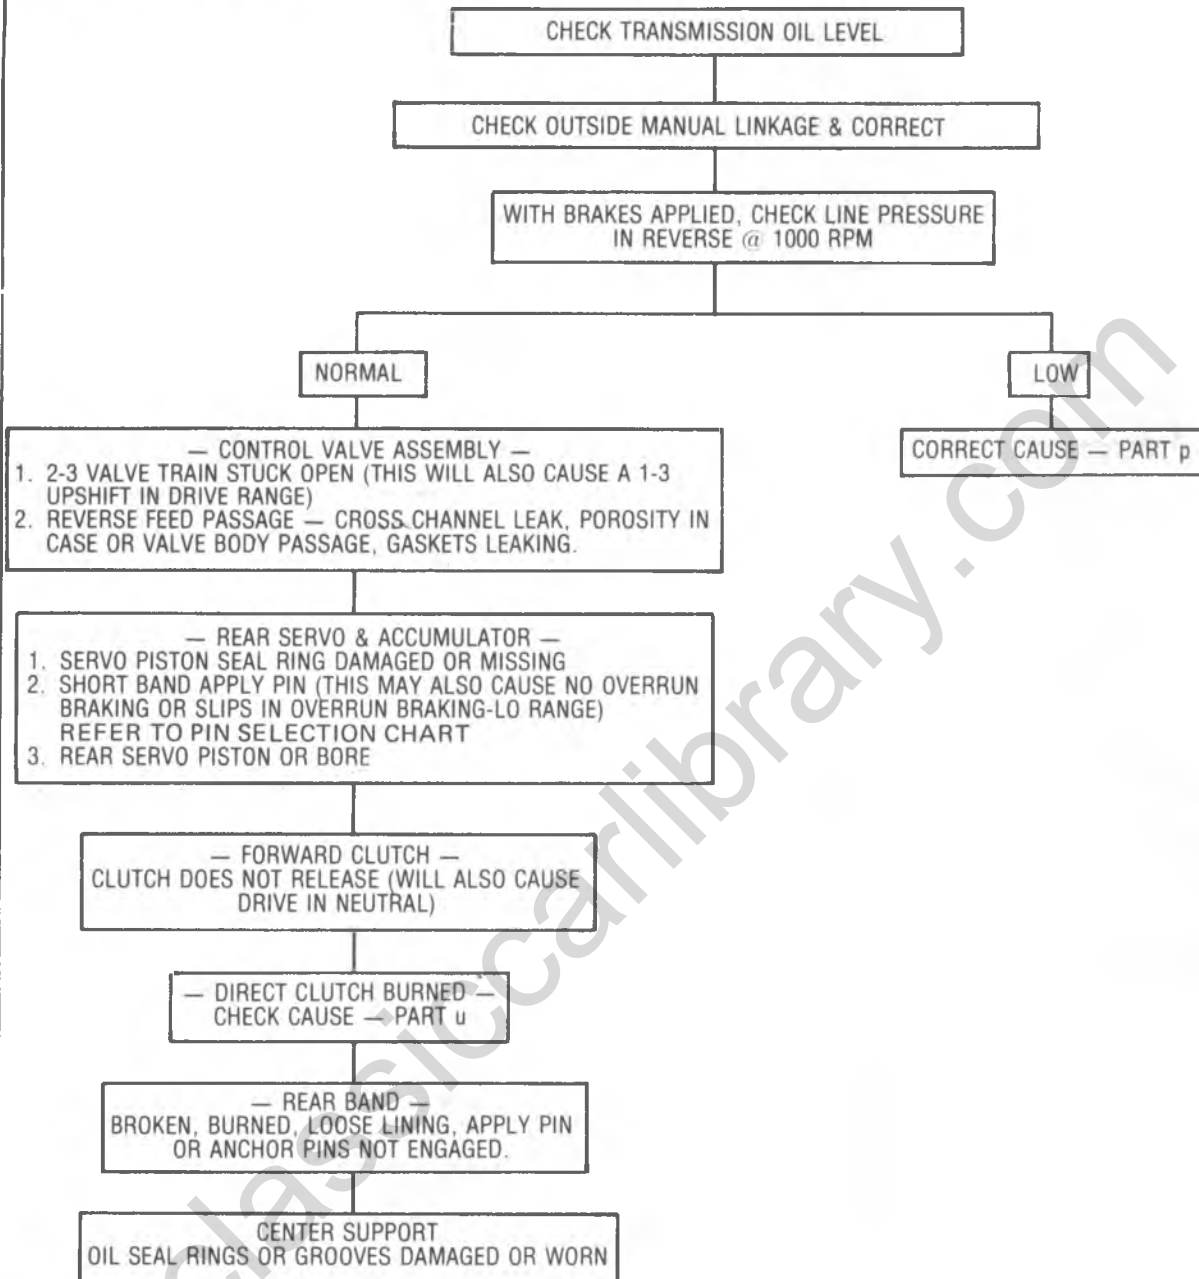 CHECK TRANSMISSION OIL LEVEL
CHECK OUTSIDE MANUAL LINKAGE & CORRECT
WITH BRAKES APPLIED, CHECK LINE PRESSURE
IN REVERSE @ 1000 RPM
NORMAL
LOW
— CONTROL VALVE ASSEMBLY —
1. 2-3 VALVE TRAIN STUCK OPEN (THIS WILL ALSO CAUSE A 1-3
UPSHIFT IN DRIVE RANGE)
2. REVERSE FEED PASSAGE — CROSS CHANNEL LEAK, POROSITY IN
CASE OR VALVE BODY PASSAGE, GASKETS LEAKING.
CORRECT CAUSE — PART p
— REAR SERVO & ACCUMULATOR —
1. SERVO PISTON SEAL RING DAMAGED OR MISSING
2. SHORT BAND APPLY PIN (THIS MAY ALSO CAUSE NO OVERRUN
BRAKING OR SLIPS IN OVERRUN BRAKING-LO RANGE)
REFER TO PIN SELECTION CHART
3. REAR SERVO PISTON OR BORE
— FORWARD CLUTCH —
CLUTCH DOES NOT RELEASE (WILL ALSO CAUSE
DRIVE IN NEUTRAL)
— DIRECT CLUTCH BURNED —
CHECK CAUSE — PART u
— REAR BAND —
BROKEN, BURNED, LOOSE LINING, APPLY PIN
OR ANCHOR PINS NOT ENGAGED.
CENTER SUPPORT
OIL SEAL RINGS OR GROOVES DAMAGED OR WORN
classiccarlibrary.com